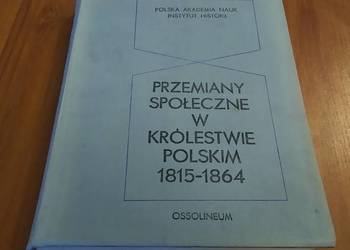 POLSKA AKADEMIA NAUK
INSTYTUT HISTORII
PRZEMIANY
SPOŁECZNE
W
KRÓLESTWIE
POLSKIM
1815-1864
OSSOLINEUM